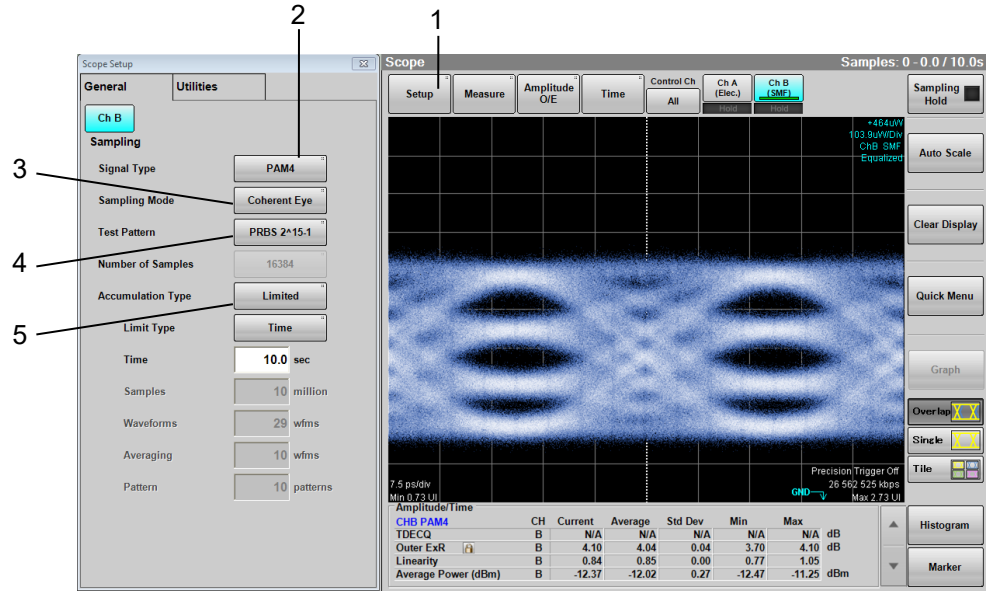 2
1
Scope Setup
General Utilities
Ch B
Sampling
3 Signal Type PAM4
Sampling Mode Coherent Eye
4 Test Pattern PRBS 2^15-1
Number of Samples 16384
5 Accumulation Type Limited
Limit Type Time
Time 10.0 sec
Samples 10 million
Waveforms 29 wfms
Averaging 10 wfms
Pattern 10 patterns
Scope Samples: 0 - 0.0 / 10.0s
Setup Measure Amplitude O/E Time
Control Ch All
Ch A (Elec.) Hold
Ch B (SMF) Hold
Sampling Hold
+464uW
103.9uW/Div
ChB SMF
Equalized
Auto Scale
Clear Display
Quick Menu
Graph
Overlap
Single
Tile
Precision Trigger Off
7.5 ps/div 26 562 525 kbps
Min 0.73 UI GND Max 2.73 UI
Amplitude/Time
CHB PAM4 CH Current Average Std Dev Min Max
TDECQ B N/A N/A N/A N/A N/A dB
Outer ExR B 4.10 4.04 0.04 3.70 4.10 dB
Linearity B 0.84 0.85 0.00 0.77 1.05
Average Power (dBm) B -12.37 -12.02 0.27 -12.47 -11.25 dBm
Histogram
Marker